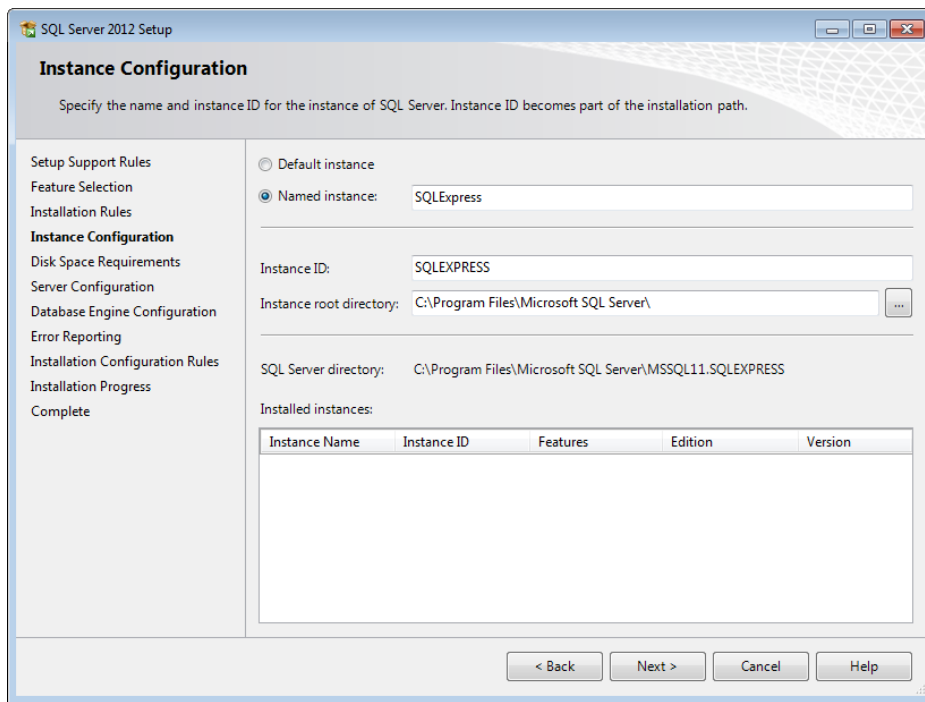 SQL Server 2012 Setup
Instance Configuration
Specify the name and instance ID for the instance of SQL Server. Instance ID becomes part of the installation path.
Setup Support Rules
Feature Selection
Installation Rules
Instance Configuration
Disk Space Requirements
Server Configuration
Database Engine Configuration
Error Reporting
Installation Configuration Rules
Installation Progress
Complete
Default instance
Named instance: SQLExpress
Instance ID: SQLEXPRESS
Instance root directory: C:\Program Files\Microsoft SQL Server\ ...
SQL Server directory: C:\Program Files\Microsoft SQL Server\MSSQL11.SQLEXPRESS
Installed instances:
Instance Name Instance ID Features Edition Version
< Back Next > Cancel Help